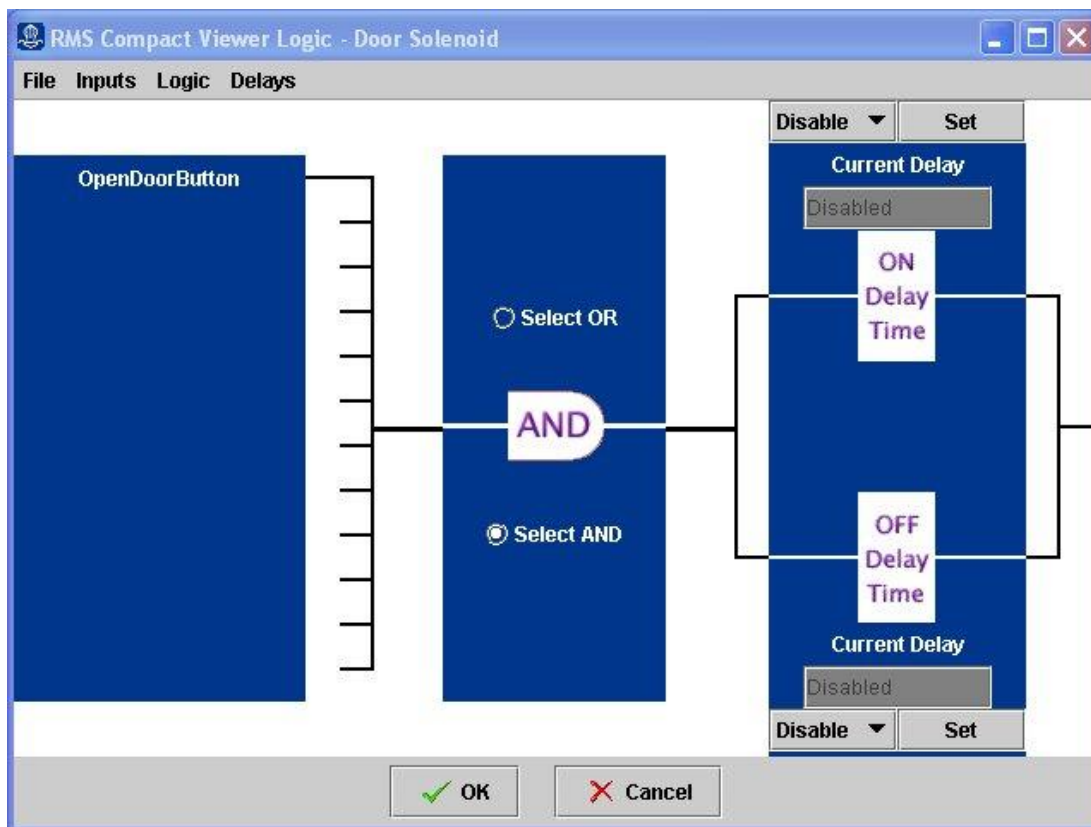 RMS Compact Viewer Logic - Door Solenoid
File Inputs Logic Delays
Disable Set
OpenDoorButton
Current Delay
Disabled
ON
Delay
Time
Select OR
AND
Select AND
OFF
Delay
Time
Current Delay
Disabled
Disable Set
OK Cancel